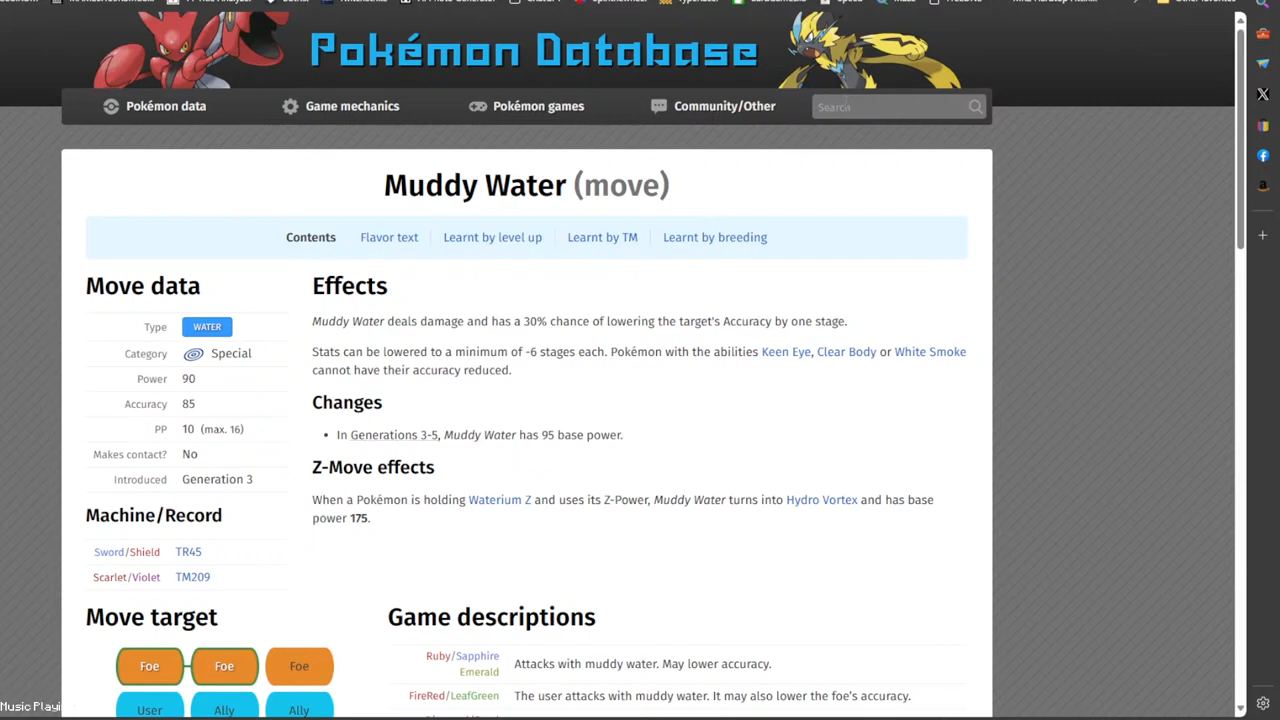 Pokémon Database
Pokémon data
Game mechanics
Pokémon games
Community/Other
Search
Muddy Water (move)
Contents
Flavor text
Learnt by level up
Learnt by TM
Learnt by breeding
Move data
Type WATER
Category Special
Power 90
Accuracy 85
PP 10 (max. 16)
Makes contact? No
Introduced Generation 3
Machine/Record
Sword/Shield TR45
Scarlet/Violet TM209
Effects
Muddy Water deals damage and has a 30% chance of lowering the target's Accuracy by one stage.
Stats can be lowered to a minimum of -6 stages each. Pokémon with the abilities Keen Eye, Clear Body or White Smoke
cannot have their accuracy reduced.
Changes
• In Generations 3-5, Muddy Water has 95 base power.
Z-Move effects
When a Pokémon is holding Waterium Z and uses its Z-Power, Muddy Water turns into Hydro Vortex and has base
power 175.
Move target
Foe Foe Foe
User Ally Ally
Game descriptions
Ruby/Sapphire
Emerald
Attacks with muddy water. May lower accuracy.
FireRed/LeafGreen The user attacks with muddy water. It may also lower the foe's accuracy.
Music Playi